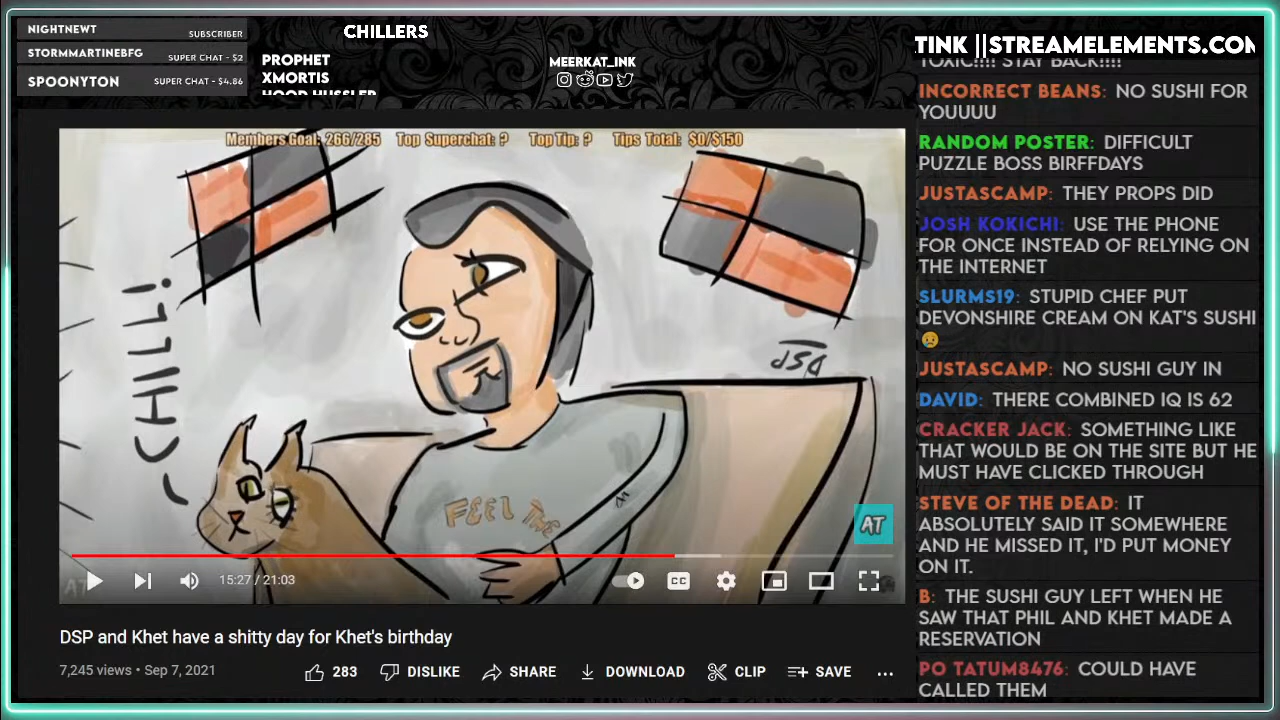 NIGHTNEWT SUBSCRIBER
STORMMARTINEBFG SUPER CHAT - $2
SPOONYTON SUPER CHAT - $4.86
CHILLERS
PROPHET
XMORTIS
HOOD HUSSLER
MEERKAT_INK
TINK ||STREAMELEMENTS.COM
Members Goal: 266/285 Top Superchat: ? Top Tip: ? Tips Total: $0/$150
~CHILL!
dSA
FEEL THE
AT
15:27 / 21:03
CC
DSP and Khet have a shitty day for Khet's birthday
7,245 views • Sep 7, 2021
283 DISLIKE SHARE DOWNLOAD CLIP SAVE ...
TOXIC!!!! STAY BACK!!!!
INCORRECT BEANS: NO SUSHI FOR
YOUUUU
RANDOM POSTER: DIFFICULT
PUZZLE BOSS BIRFFDAYS
JUSTASCAMP: THEY PROPS DID
JOSH KOKICHI: USE THE PHONE
FOR ONCE INSTEAD OF RELYING ON
THE INTERNET
SLURMS19: STUPID CHEF PUT
DEVONSHIRE CREAM ON KAT'S SUSHI
😢
JUSTASCAMP: NO SUSHI GUY IN
DAVID: THERE COMBINED IQ IS 62
CRACKER JACK: SOMETHING LIKE
THAT WOULD BE ON THE SITE BUT HE
MUST HAVE CLICKED THROUGH
STEVE OF THE DEAD: IT
ABSOLUTELY SAID IT SOMEWHERE
AND HE MISSED IT, I'D PUT MONEY
ON IT.
B: THE SUSHI GUY LEFT WHEN HE
SAW THAT PHIL AND KHET MADE A
RESERVATION
PO TATUM8476: COULD HAVE
CALLED THEM